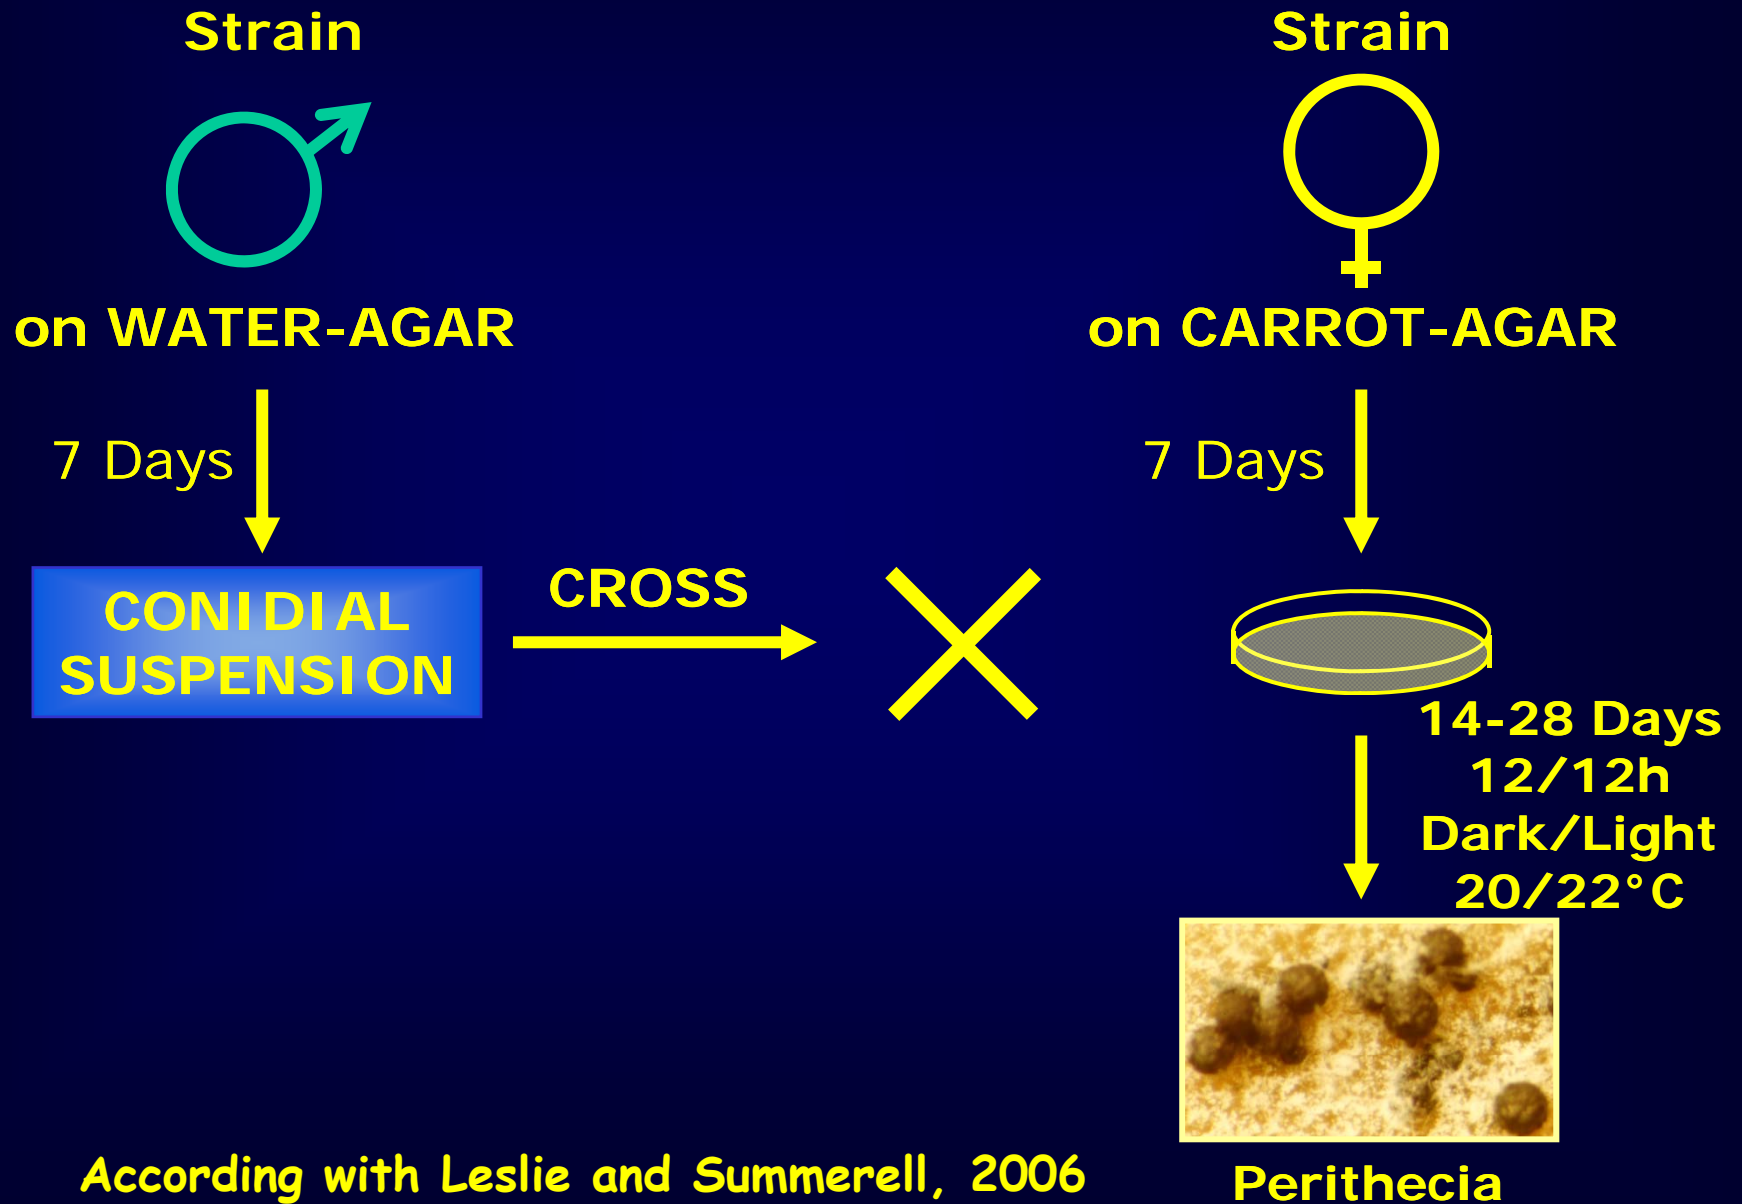 Strain
on WATER-AGAR
7 Days
CONIDIAL
SUSPENSION
CROSS
Strain
on CARROT-AGAR
7 Days
14-28 Days
12/12h
Dark/Light
20/22°C
Perithecia
According with Leslie and Summerell, 2006